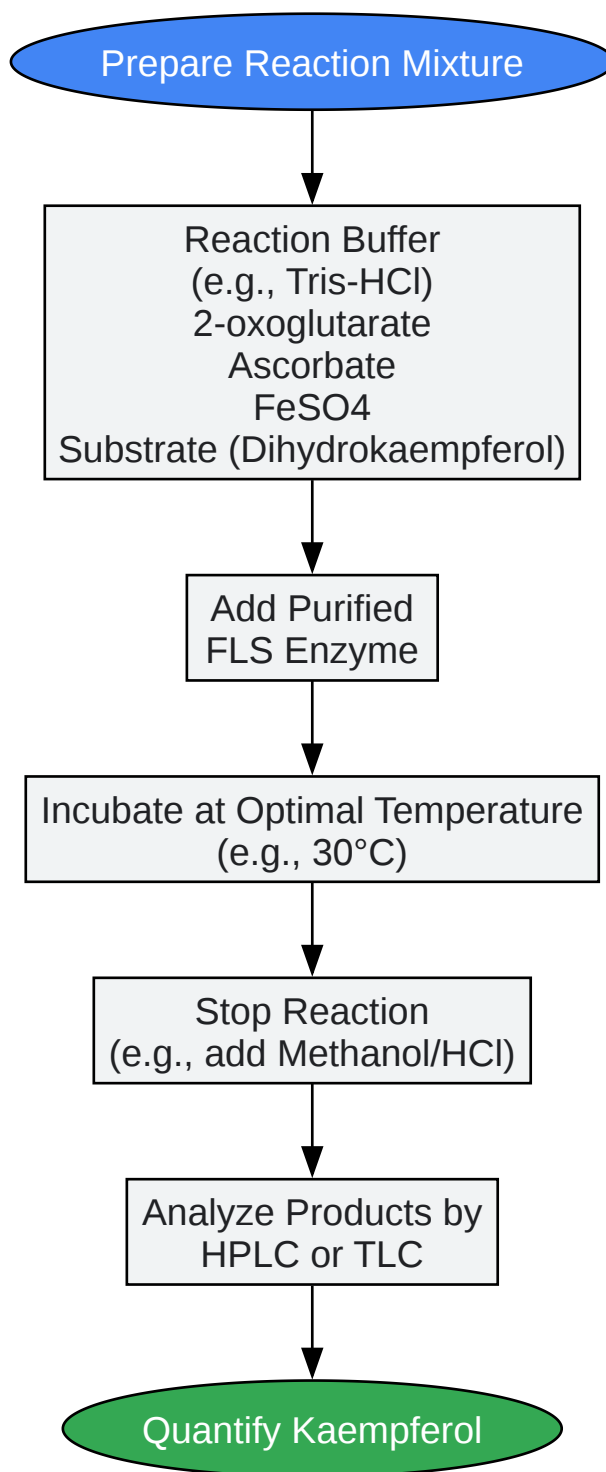 Prepare Reaction Mixture
Reaction Buffer
(e.g., Tris-HCl)
2-oxoglutarate
Ascorbate
FeSO4
Substrate (Dihydrokaempferol)
Add Purified
FLS Enzyme
Incubate at Optimal Temperature
(e.g., 30°C)
Stop Reaction
(e.g., add Methanol/HCl)
Analyze Products by
HPLC or TLC
Quantify Kaempferol